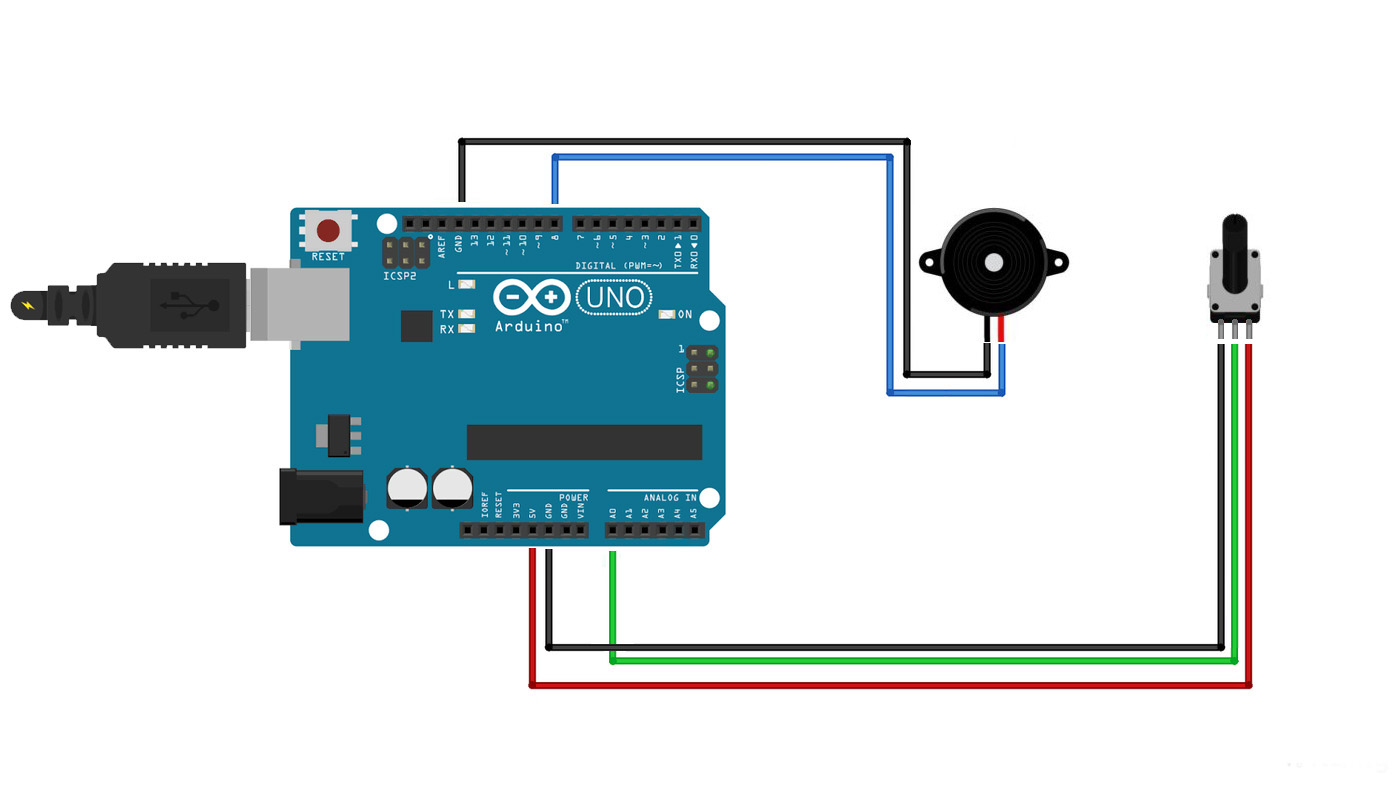 RESET
ICSP2
AREF
GND
13
12
~11
~10
~9
8
7
~6
~5
4
~3
2
TXD▶1
RXD◀0
DIGITAL (PWM=~)
L
TX
RX
Arduino™
UNO
ON
1
ICSP
IOREF
RESET
3V3
5V
GND
GND
VIN
POWER
ANALOG IN
A0
A1
A2
A3
A4
A5